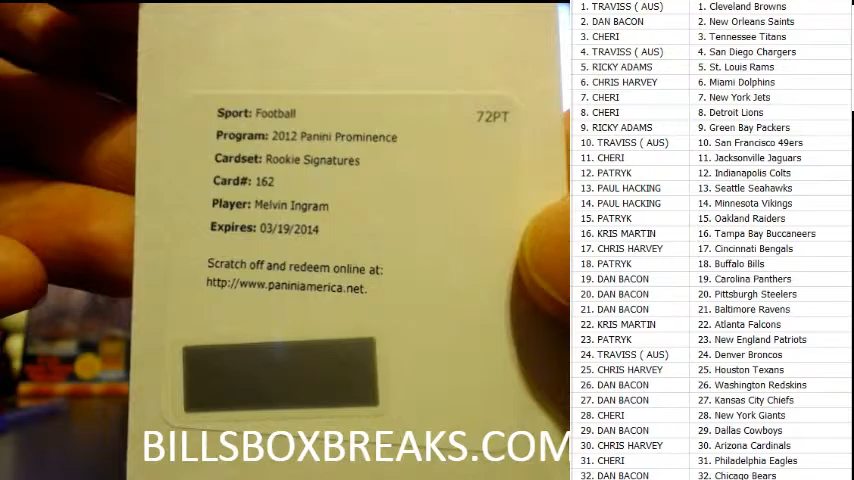 Sport: Football
72PT
Program: 2012 Panini Prominence
Cardset: Rookie Signatures
Card#: 162
Player: Melvin Ingram
Expires: 03/19/2014
Scratch off and redeem online at:
http://www.paniniamerica.net.
BILLSBOXBREAKS.COM
1. TRAVISS ( AUS) 1. Cleveland Browns
2. DAN BACON 2. New Orleans Saints
3. CHERI 3. Tennessee Titans
4. TRAVISS ( AUS) 4. San Diego Chargers
5. RICKY ADAMS 5. St. Louis Rams
6. CHRIS HARVEY 6. Miami Dolphins
7. CHERI 7. New York Jets
8. CHERI 8. Detroit Lions
9. RICKY ADAMS 9. Green Bay Packers
10. TRAVISS ( AUS) 10. San Francisco 49ers
11. CHERI 11. Jacksonville Jaguars
12. PATRYK 12. Indianapolis Colts
13. PAUL HACKING 13. Seattle Seahawks
14. PAUL HACKING 14. Minnesota Vikings
15. PATRYK 15. Oakland Raiders
16. KRIS MARTIN 16. Tampa Bay Buccaneers
17. CHRIS HARVEY 17. Cincinnati Bengals
18. PATRYK 18. Buffalo Bills
19. DAN BACON 19. Carolina Panthers
20. DAN BACON 20. Pittsburgh Steelers
21. DAN BACON 21. Baltimore Ravens
22. KRIS MARTIN 22. Atlanta Falcons
23. PATRYK 23. New England Patriots
24. TRAVISS ( AUS) 24. Denver Broncos
25. CHRIS HARVEY 25. Houston Texans
26. DAN BACON 26. Washington Redskins
27. DAN BACON 27. Kansas City Chiefs
28. CHERI 28. New York Giants
29. DAN BACON 29. Dallas Cowboys
30. CHRIS HARVEY 30. Arizona Cardinals
31. CHERI 31. Philadelphia Eagles
32. DAN BACON 32. Chicago Bears